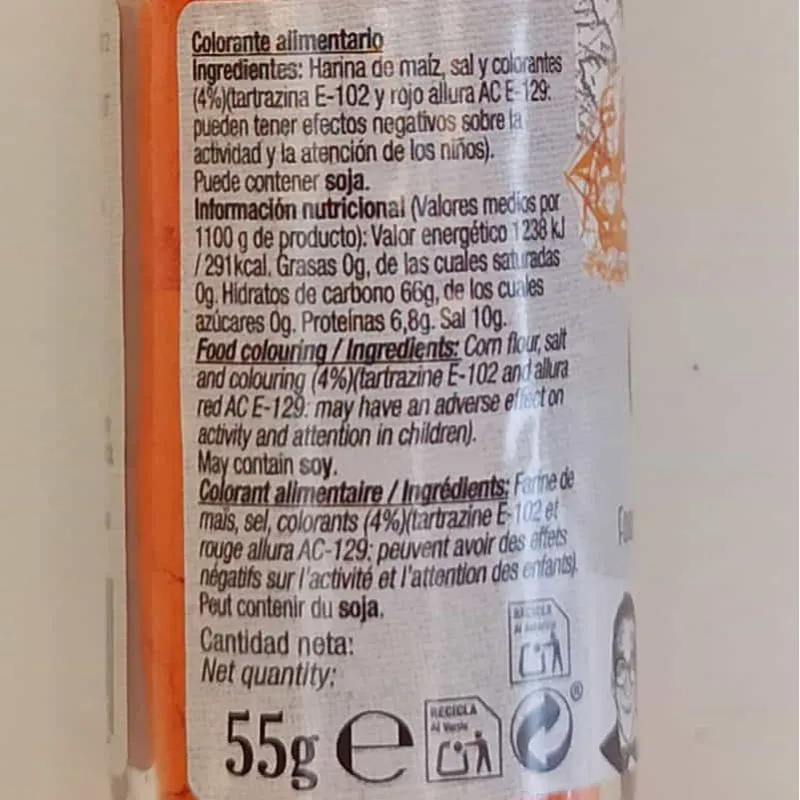 Colorante alimentario
Ingredientes: Harina de maíz, sal y colorantes
(4%)(tartrazina E-102 y rojo allura AC E-129:
pueden tener efectos negativos sobre la
actividad y la atención de los niños).
Puede contener soja.
Información nutricional (Valores medios por
1100 g de producto): Valor energético 1238 kJ
/ 291kcal. Grasas 0g, de las cuales saturadas
0g. Hidratos de carbono 66g, de los cuales
azúcares 0g. Proteínas 6,8g. Sal 10g.
Food colouring / Ingredients: Corn flour, salt
and colouring (4%)(tartrazine E-102 and allura
red AC E-129: may have an adverse effect on
activity and attention in children).
May contain soy.
Colorant alimentaire / Ingrédients: Farine de
maïs, sel, colorants (4%)(tartrazine E-102 et
rouge allura AC-129: peuvent avoir des effets
négatifs sur l'activité et l'attention des enfants).
Peut contenir du soja.
RECICLA
Al Amarillo
Cantidad neta:
Net quantity:
55g e
RECICLA
Al Verde
®